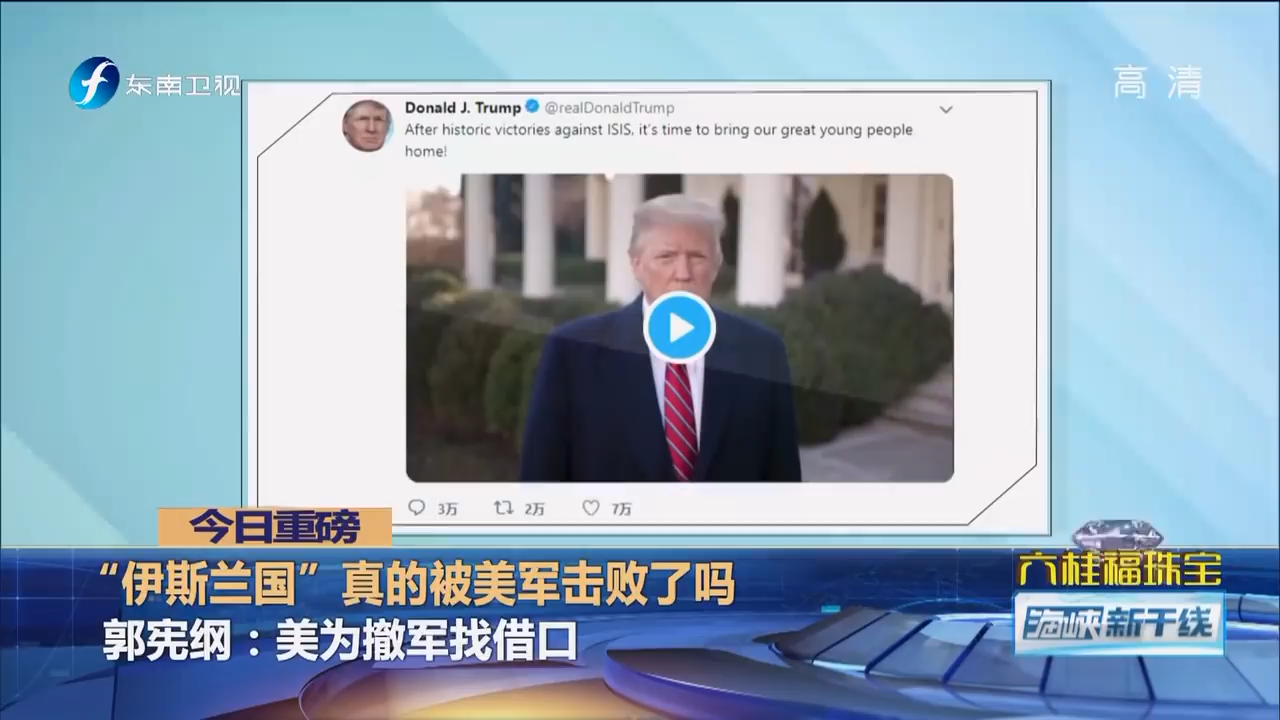 东南卫视
高清
Donald J. Trump @realDonaldTrump
After historic victories against ISIS, it's time to bring our great young people
home!
3万 2万 7万
今日重磅
“伊斯兰国”真的被美军击败了吗
郭宪纲：美为撤军找借口
六桂福珠宝
海峡新干线